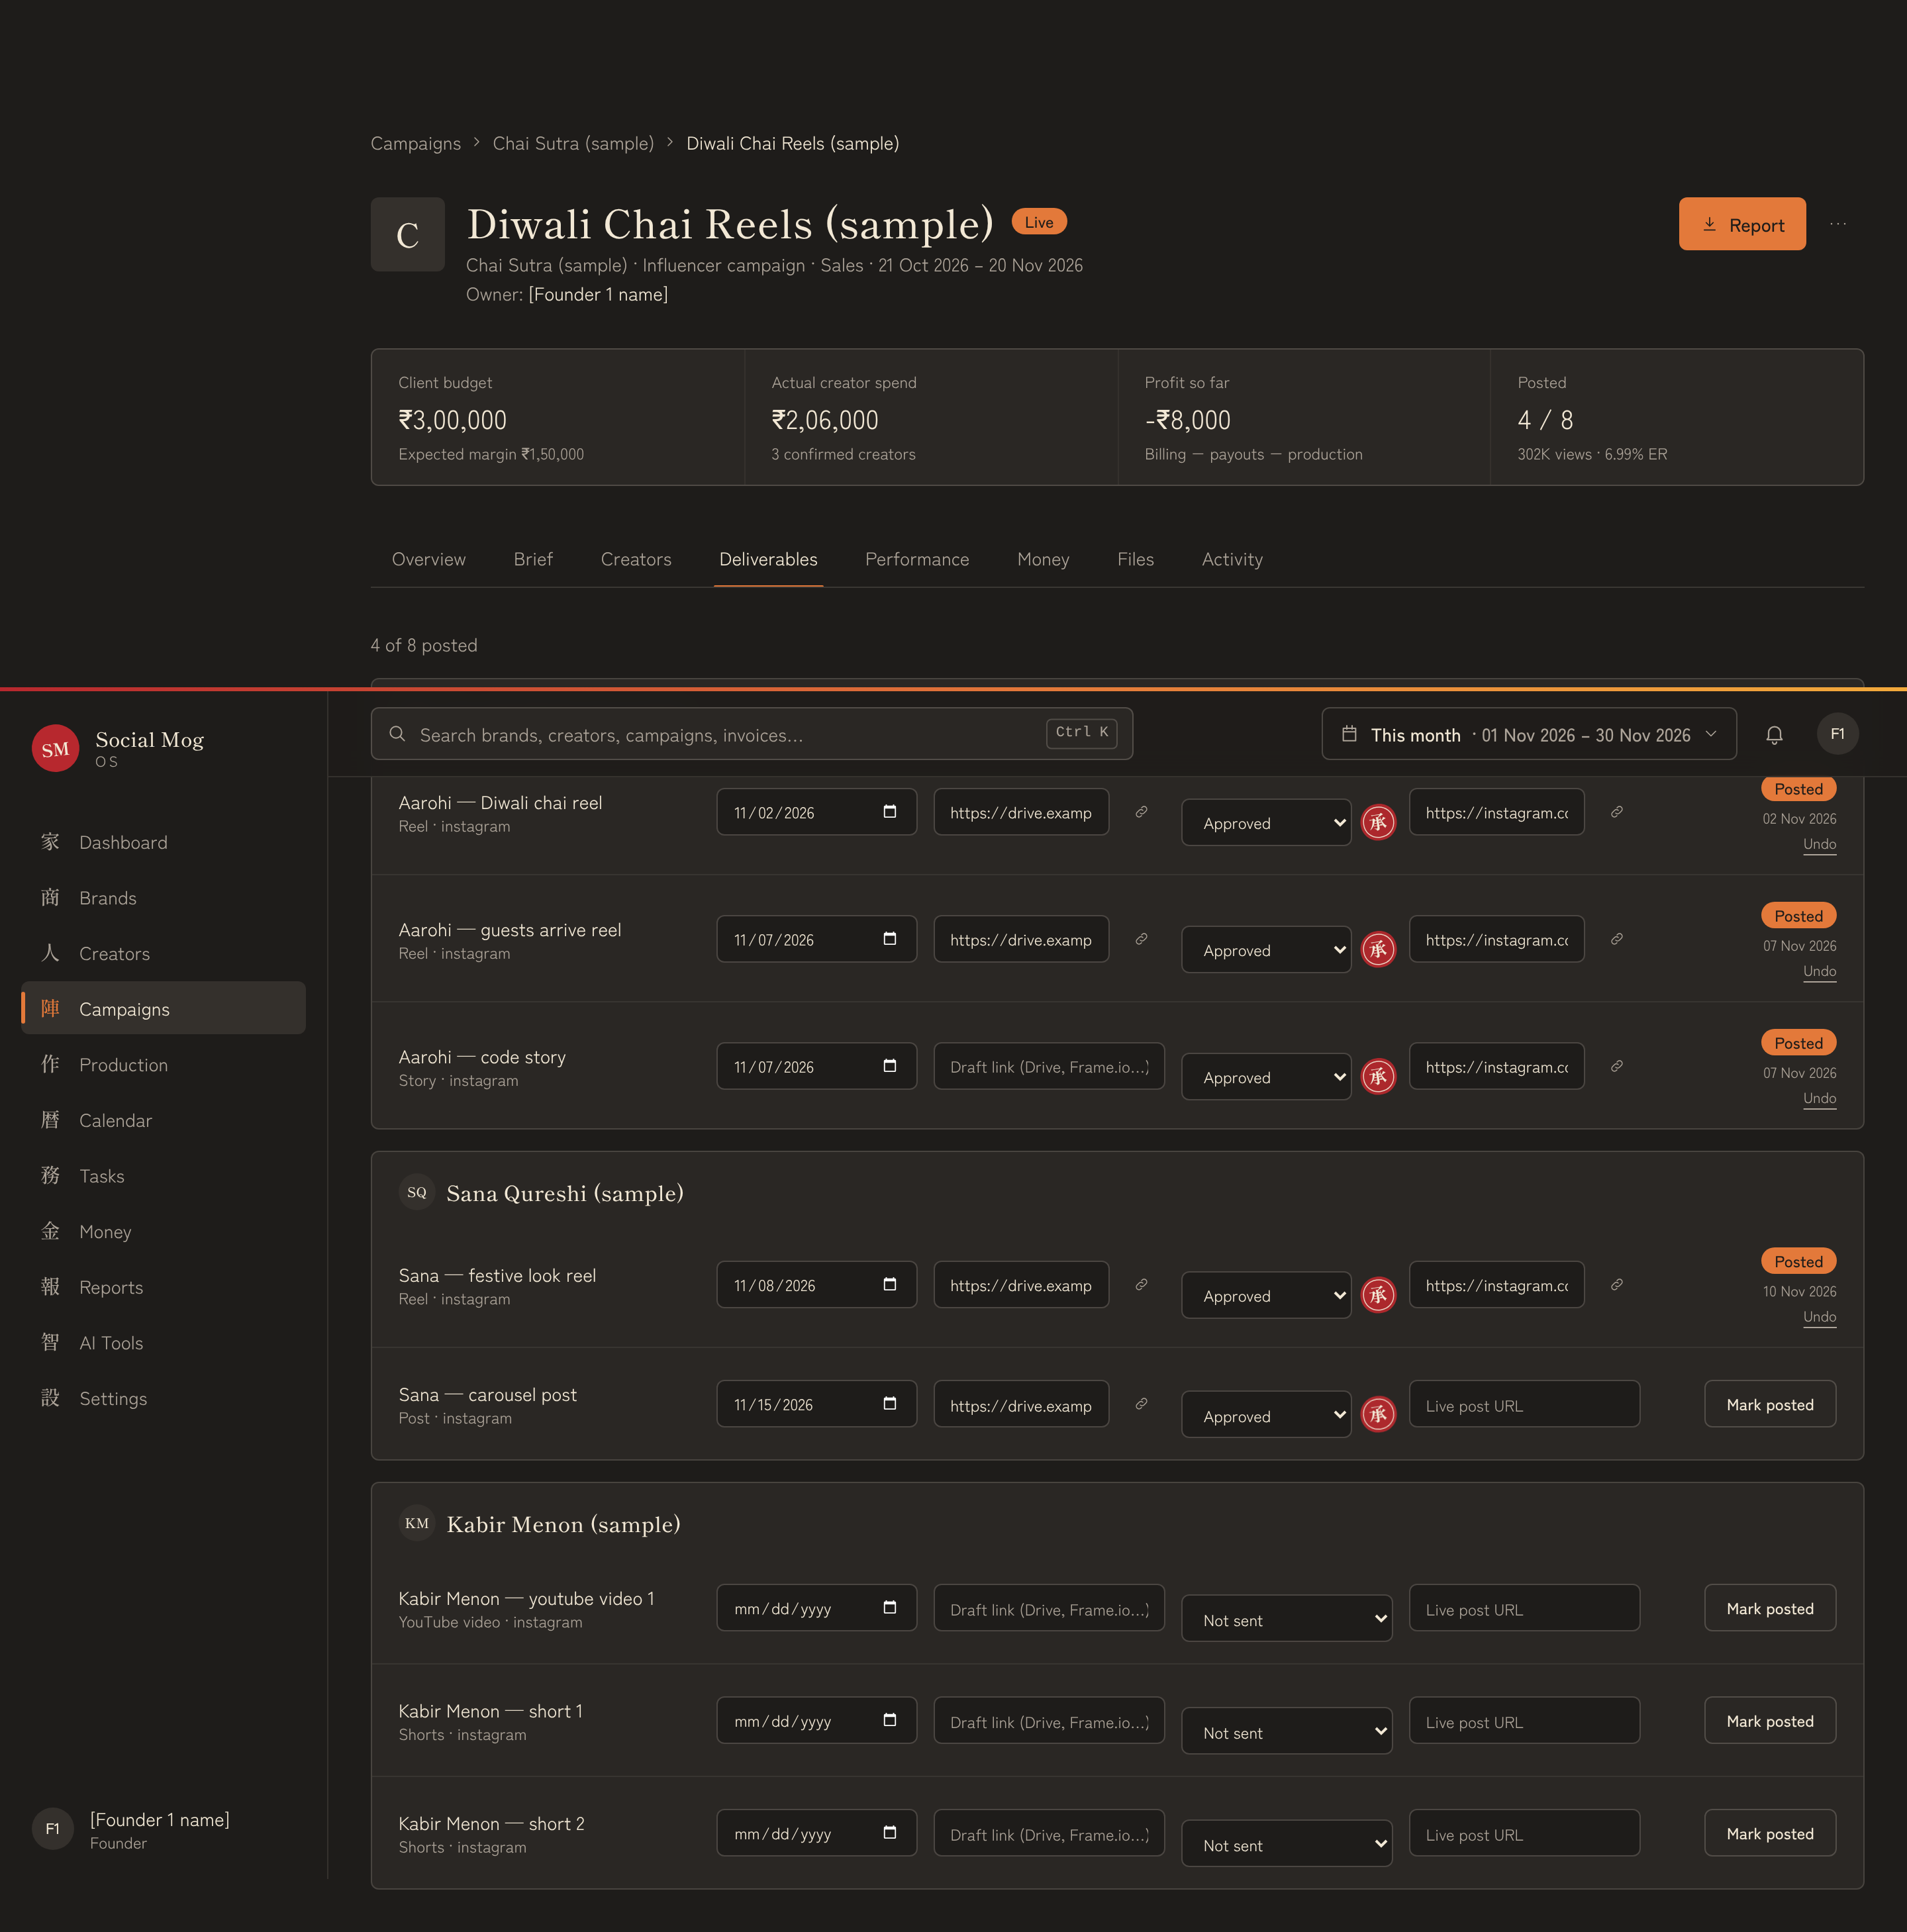 Campaigns > Chai Sutra (sample) > Diwali Chai Reels (sample)
C
Diwali Chai Reels (sample) Live
Chai Sutra (sample) · Influencer campaign · Sales · 21 Oct 2026 – 20 Nov 2026
Owner: [Founder 1 name]
Report ...
Client budget
₹3,00,000
Expected margin ₹1,50,000
Actual creator spend
₹2,06,000
3 confirmed creators
Profit so far
-₹8,000
Billing — payouts — production
Posted
4 / 8
302K views · 6.99% ER
Overview Brief Creators Deliverables Performance Money Files Activity
4 of 8 posted
SM Social Mog
OS
Search brands, creators, campaigns, invoices... Ctrl K
This month · 01 Nov 2026 – 30 Nov 2026
F1
家 Dashboard
商 Brands
人 Creators
陣 Campaigns
作 Production
暦 Calendar
務 Tasks
金 Money
報 Reports
智 AI Tools
設 Settings
F1 [Founder 1 name]
Founder
Aarohi — Diwali chai reel
Reel · instagram
11/02/2026 https://drive.examp Approved 承 https://instagram.cc
Posted
02 Nov 2026
Undo
Aarohi — guests arrive reel
Reel · instagram
11/07/2026 https://drive.examp Approved 承 https://instagram.cc
Posted
07 Nov 2026
Undo
Aarohi — code story
Story · instagram
11/07/2026 Draft link (Drive, Frame.io...) Approved 承 https://instagram.cc
Posted
07 Nov 2026
Undo
SQ Sana Qureshi (sample)
Sana — festive look reel
Reel · instagram
11/08/2026 https://drive.examp Approved 承 https://instagram.cc
Posted
10 Nov 2026
Undo
Sana — carousel post
Post · instagram
11/15/2026 https://drive.examp Approved 承 Live post URL Mark posted
KM Kabir Menon (sample)
Kabir Menon — youtube video 1
YouTube video · instagram
mm/dd/yyyy Draft link (Drive, Frame.io...) Not sent Live post URL Mark posted
Kabir Menon — short 1
Shorts · instagram
mm/dd/yyyy Draft link (Drive, Frame.io...) Not sent Live post URL Mark posted
Kabir Menon — short 2
Shorts · instagram
mm/dd/yyyy Draft link (Drive, Frame.io...) Not sent Live post URL Mark posted